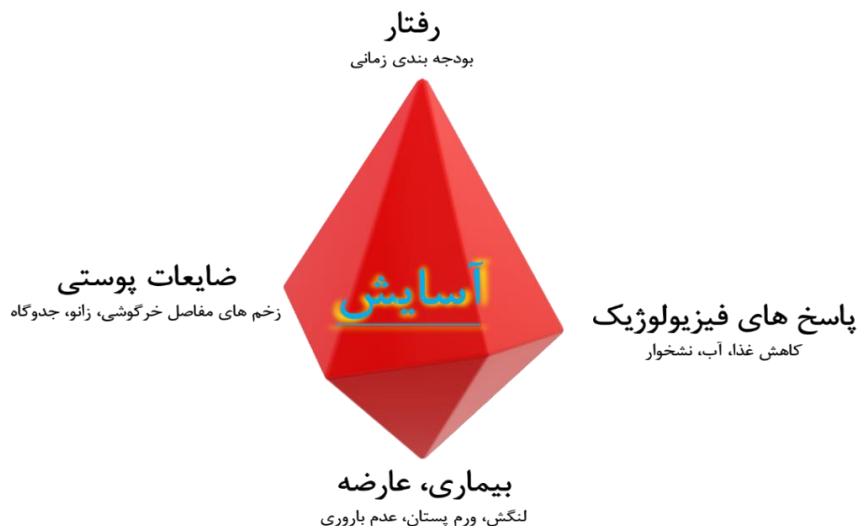 رفتار
بودجه بندی زمانی
آسایش
ضایعات پوستی
زخم های مفاصل خرگوشی، زانو، جدوگاه
پاسخ های فیزیولوژیک
کاهش غذا، آب، نشخوار
بیماری، عارضه
لنگش، ورم پستان، عدم باروری